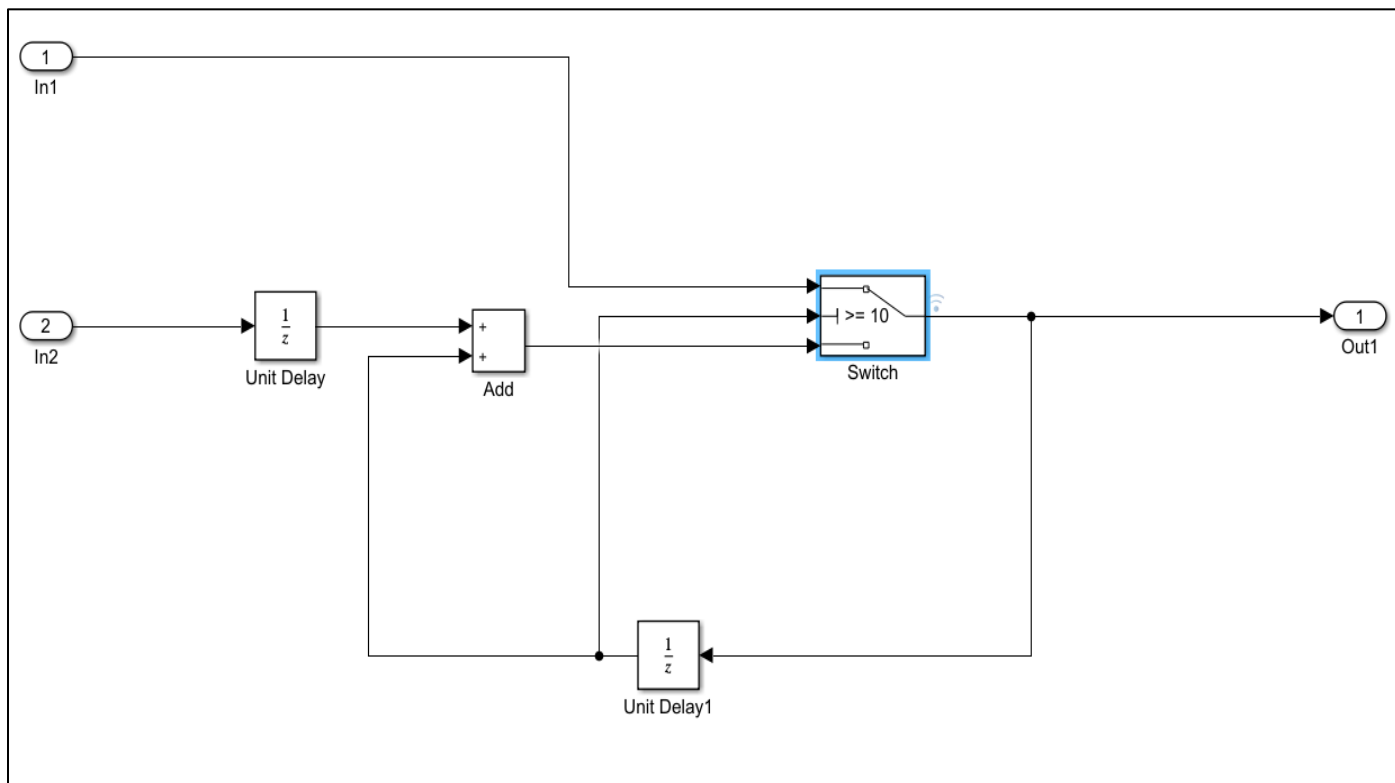 1
In1
2
In2
1
z
Unit Delay
+
+
Add
>= 10
Switch
1
Out1
1
z
Unit Delay1